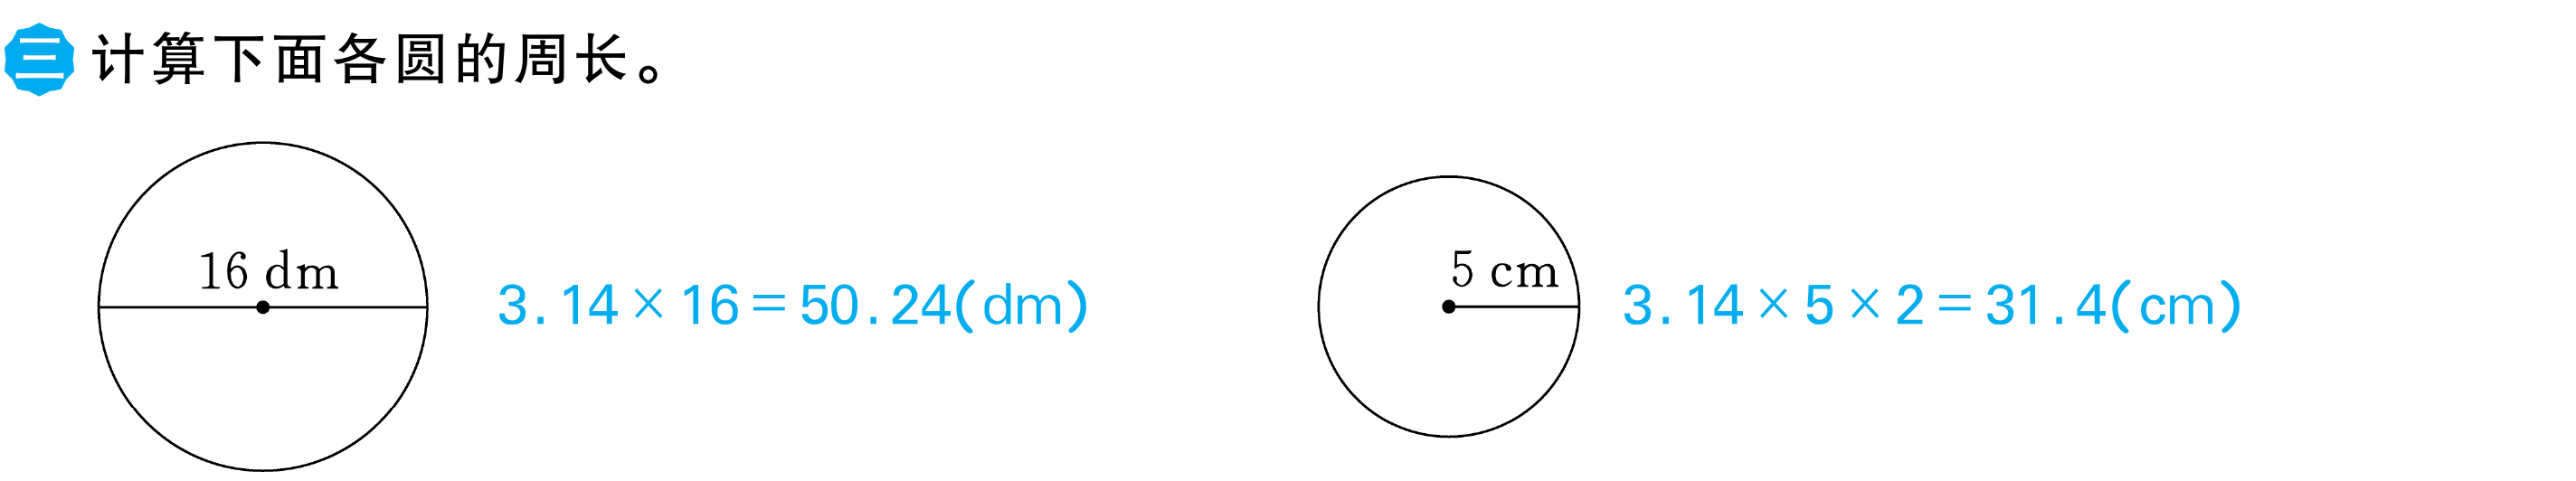 三 计算下面各圆的周长。
16 dm
3.14×16=50.24(dm)
5 cm
3.14×5×2=31.4(cm)